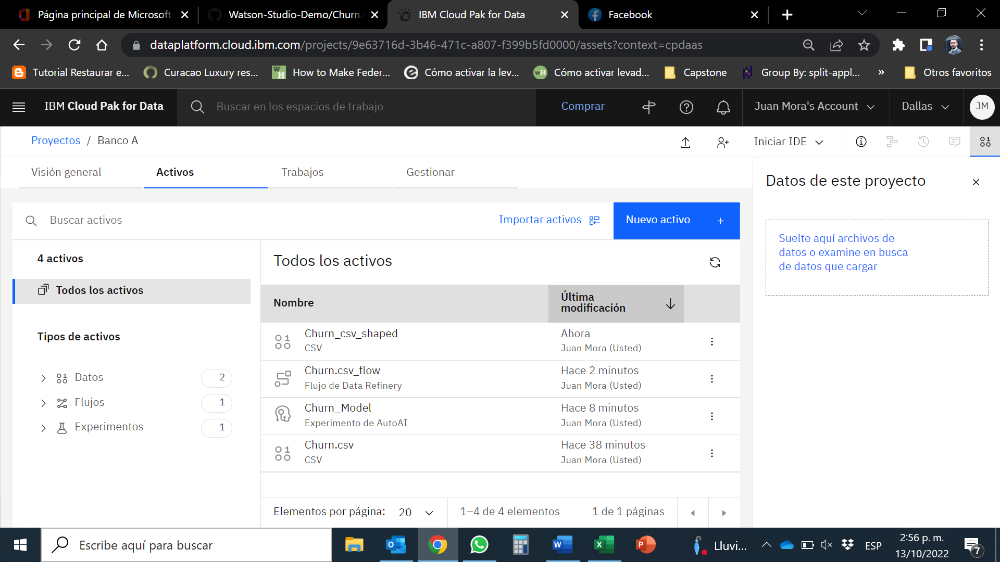 Página principal de Microsoft
Watson-Studio-Demo/Churn.
IBM Cloud Pak for Data
Facebook
dataplatform.cloud.ibm.com/projects/9e63716d-3b46-471c-a807-f399b5fd0000/assets?context=cpdaas
Tutorial Restaurar e...
Curacao Luxury res...
How to Make Feder...
Cómo activar la lev...
Cómo activar levad...
Capstone
Group By: split-appl...
»
Otros favoritos
IBM Cloud Pak for Data
Buscar en los espacios de trabajo
Comprar
Juan Mora's Account
Dallas
JM
Proyectos / Banco A
Iniciar IDE
Visión general
Activos
Trabajos
Gestionar
Datos de este proyecto
Buscar activos
Importar activos
Nuevo activo +
Suelte aquí archivos de
datos o examine en busca
de datos que cargar
4 activos
Todos los activos
Tipos de activos
Datos 2
Flujos 1
Experimentos 1
Todos los activos
Nombre
Última
modificación
Churn_csv_shaped
CSV
Ahora
Juan Mora (Usted)
Churn.csv_flow
Flujo de Data Refinery
Hace 2 minutos
Juan Mora (Usted)
Churn_Model
Experimento de AutoAI
Hace 8 minutos
Juan Mora (Usted)
Churn.csv
CSV
Hace 38 minutos
Juan Mora (Usted)
Elementos por página: 20
1–4 de 4 elementos
1 de 1 páginas
Escribe aquí para buscar
Lluvi...
ESP
2:56 p. m.
13/10/2022
7